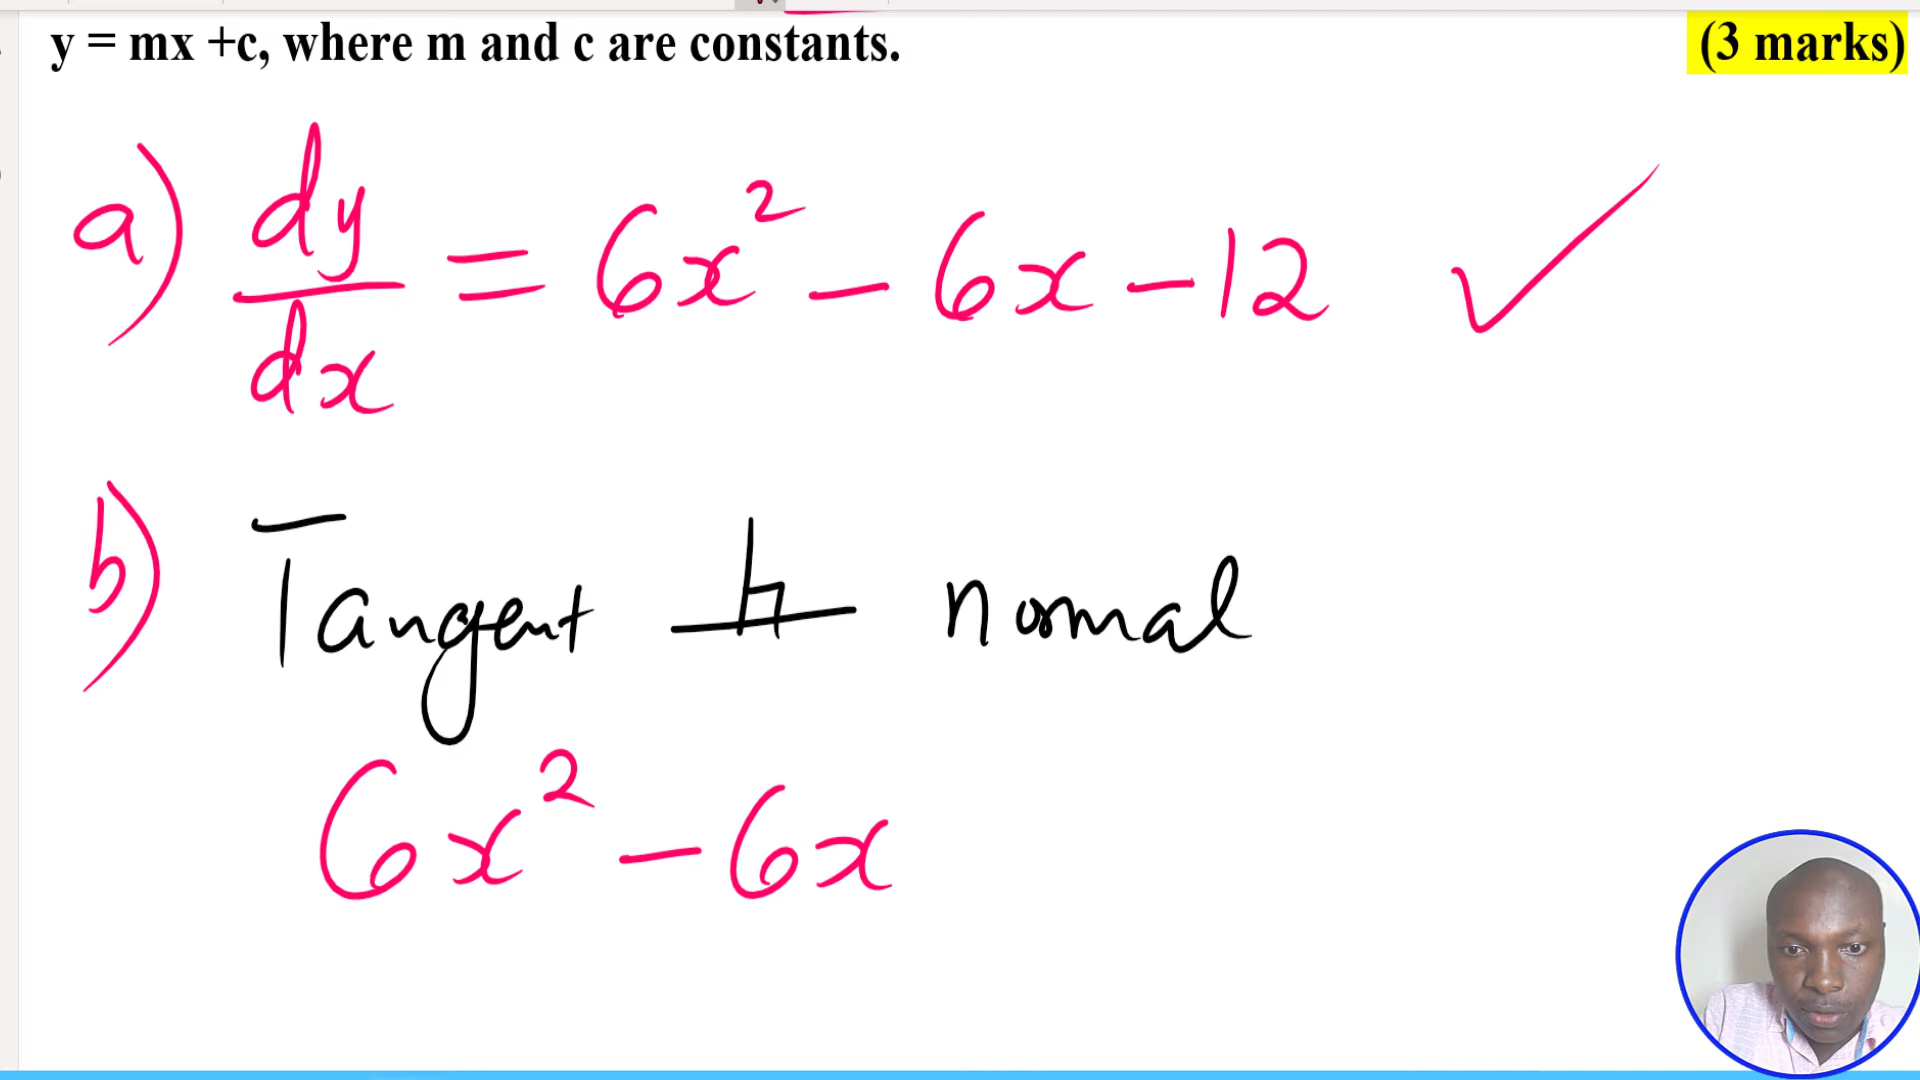 y = mx +c, where m and c are constants. (3 marks)
a) dy/dx = 6x² - 6x - 12 ✓
b) Tangent ⊥ normal
6x² - 6x